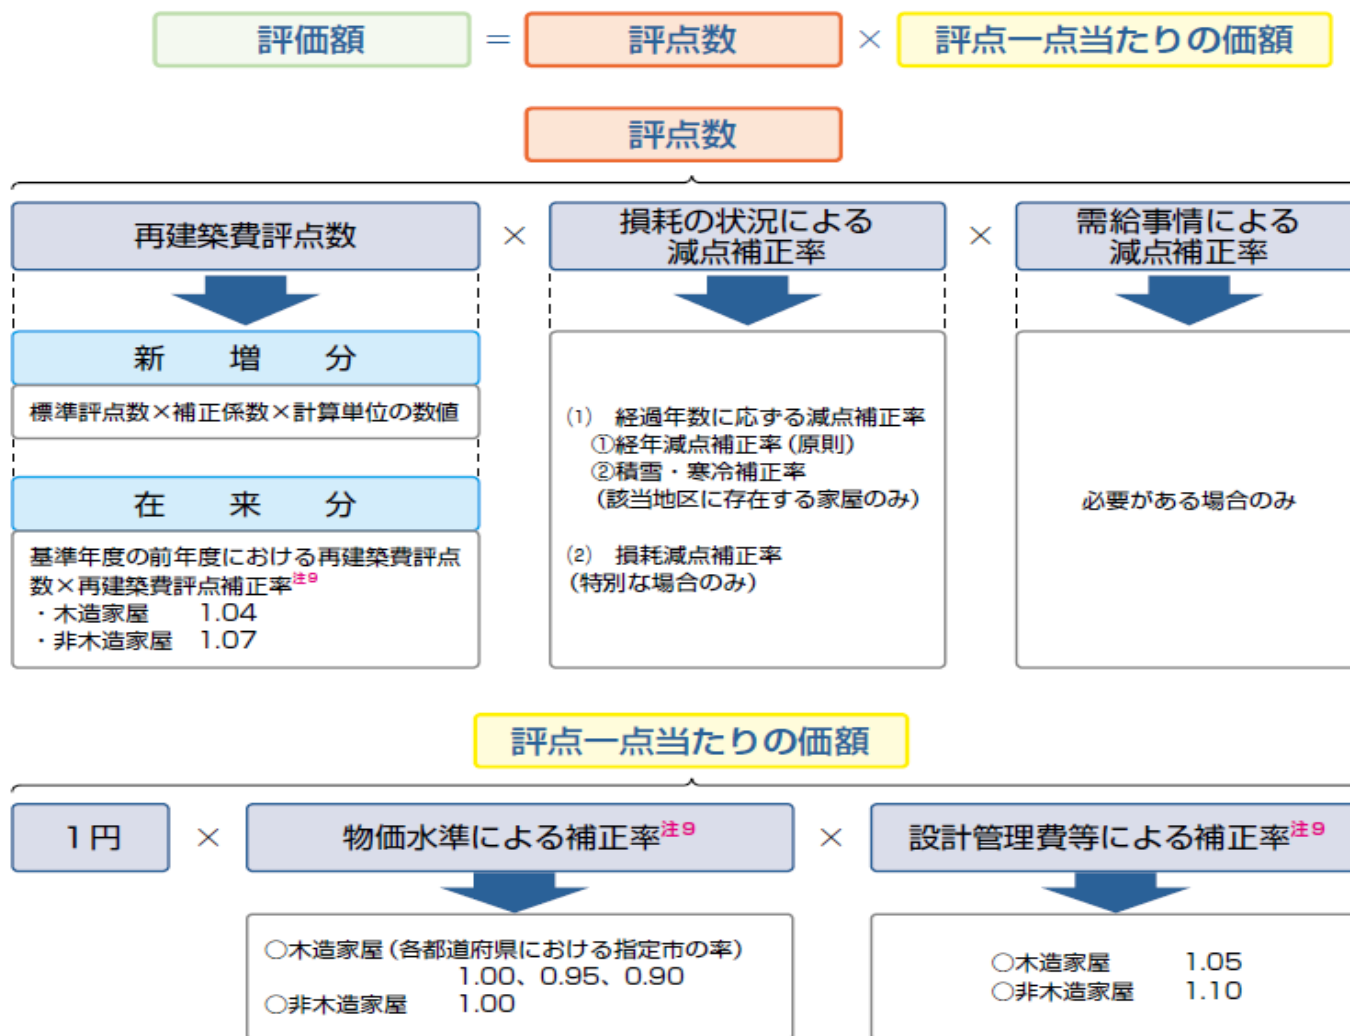 評価額 = 評点数 × 評点一点当たりの価額
評点数
再建築費評点数 × 損耗の状況による減点補正率 × 需給事情による減点補正率
新増分
標準評点数×補正係数×計算単位の数値
在来分
基準年度の前年度における再建築費評点
数×再建築費評点補正率注9
・木造家屋 1.04
・非木造家屋 1.07
(1) 経過年数に応ずる減点補正率
①経年減点補正率(原則)
②積雪・寒冷補正率
(該当地区に存在する家屋のみ)
(2) 損耗減点補正率
(特別な場合のみ)
必要がある場合のみ
評点一点当たりの価額
1円 × 物価水準による補正率注9 × 設計管理費等による補正率注9
○木造家屋(各都道府県における指定市の率)
1.00、0.95、0.90
○非木造家屋 1.00
○木造家屋 1.05
○非木造家屋 1.10